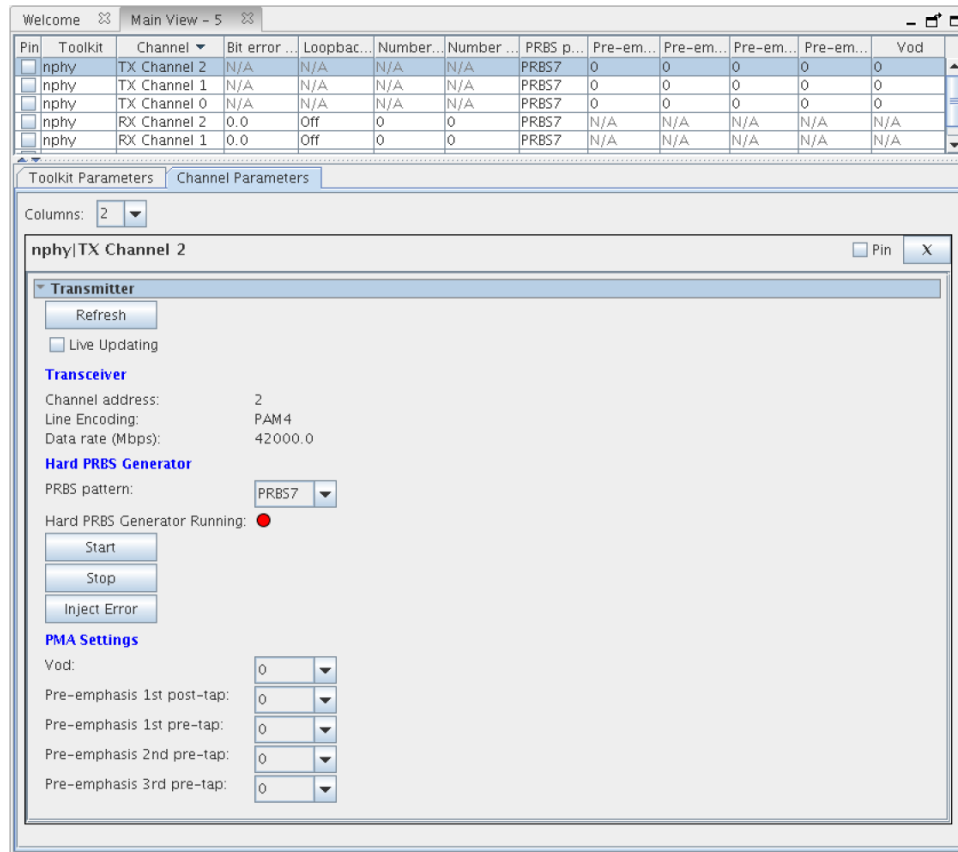 Welcome Main View - 5
Pin Toolkit Channel Bit error ... Loopbac... Number... Number ... PRBS p... Pre-em... Pre-em... Pre-em... Pre-em... Vod
nphy TX Channel 2 N/A N/A N/A N/A PRBS7 0 0 0 0 0
nphy TX Channel 1 N/A N/A N/A N/A PRBS7 0 0 0 0 0
nphy TX Channel 0 N/A N/A N/A N/A PRBS7 0 0 0 0 0
nphy RX Channel 2 0.0 Off 0 0 PRBS7 N/A N/A N/A N/A N/A
nphy RX Channel 1 0.0 Off 0 0 PRBS7 N/A N/A N/A N/A N/A
Toolkit Parameters Channel Parameters
Columns: 2
nphy|TX Channel 2 Pin X
Transmitter
Refresh
Live Updating
Transceiver
Channel address: 2
Line Encoding: PAM4
Data rate (Mbps): 42000.0
Hard PRBS Generator
PRBS pattern: PRBS7
Hard PRBS Generator Running:
Start
Stop
Inject Error
PMA Settings
Vod: 0
Pre-emphasis 1st post-tap: 0
Pre-emphasis 1st pre-tap: 0
Pre-emphasis 2nd pre-tap: 0
Pre-emphasis 3rd pre-tap: 0